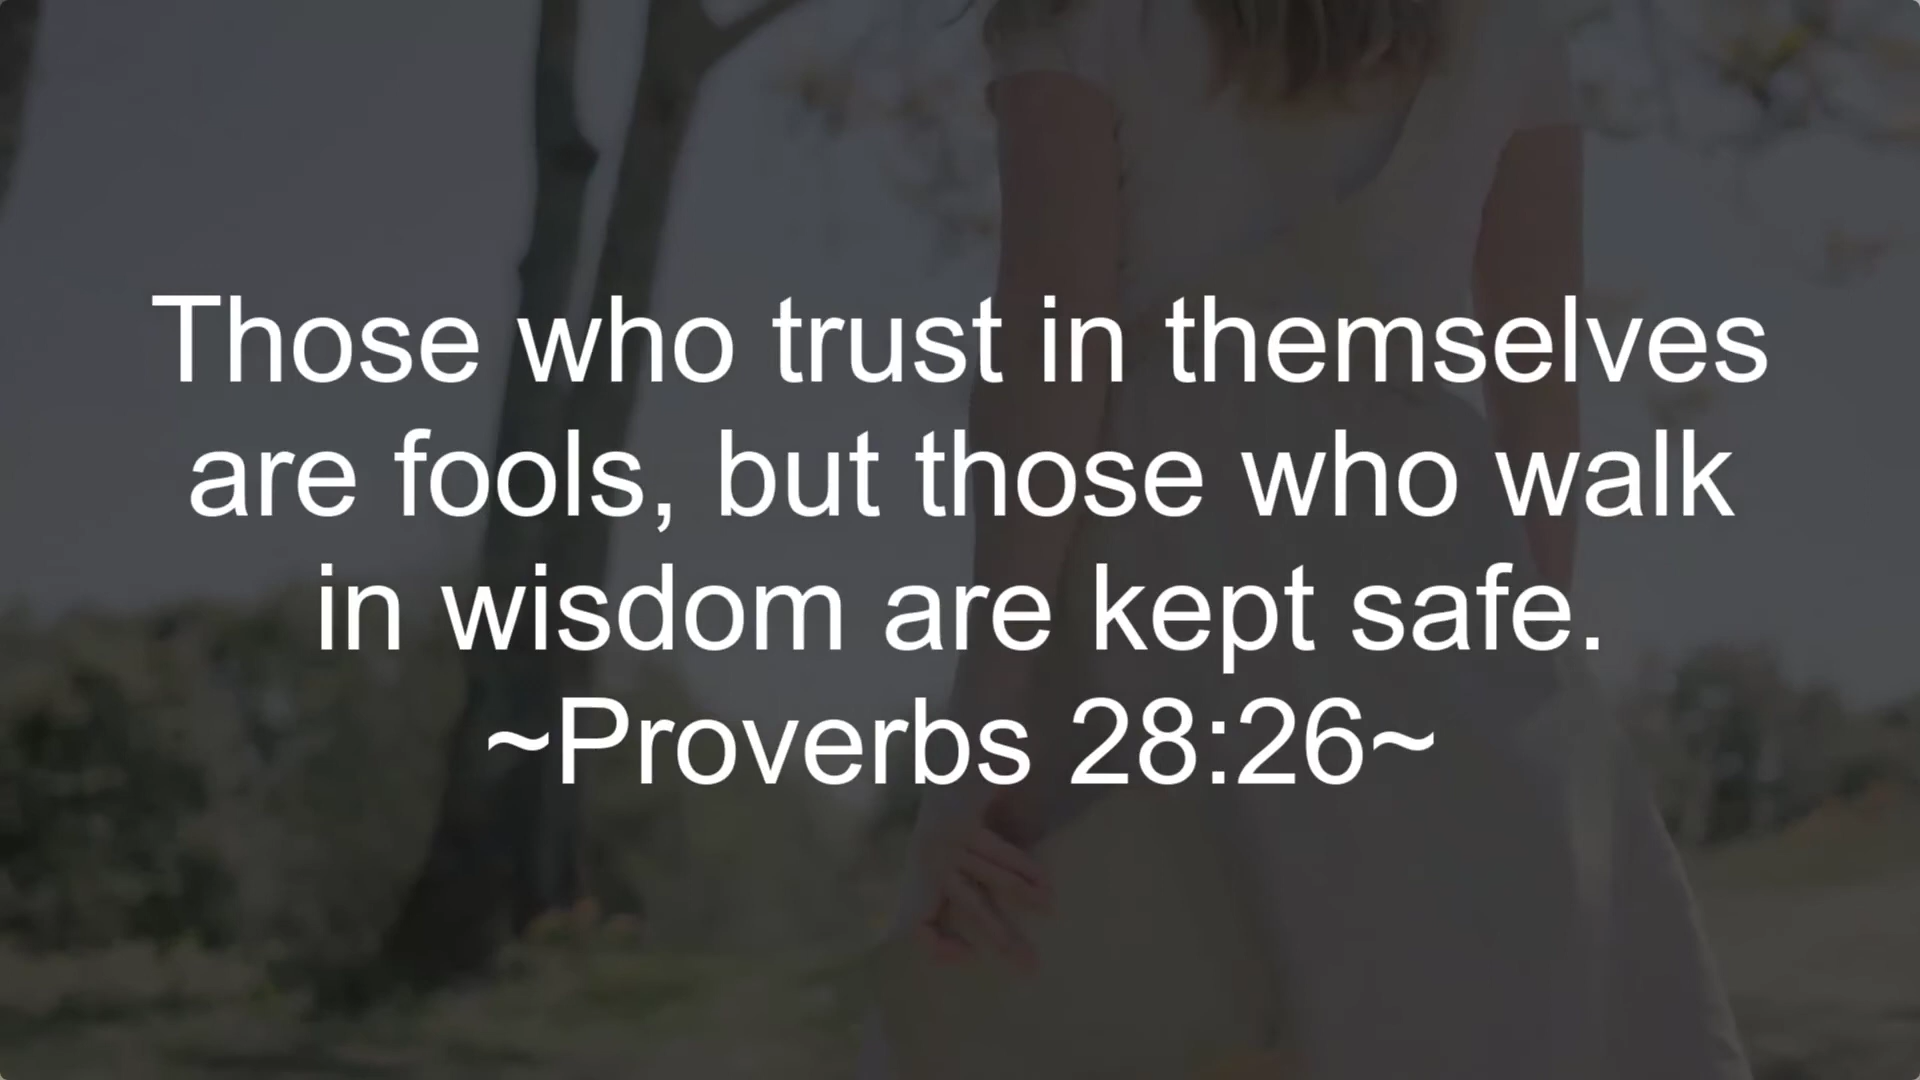 Those who trust in themselves
are fools, but those who walk
in wisdom are kept safe.
~Proverbs 28:26~